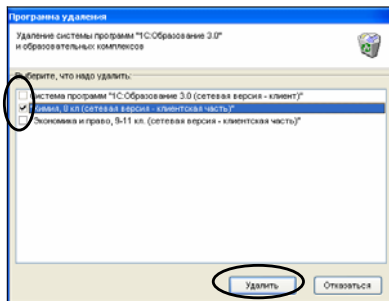 Программа удаления
Удаление системы программ "1С:Образование 3.0"
и образовательных комплексов
Выберите, что надо удалить:
Система программ "1С:Образование 3.0 (сетевая версия - клиент)"
"Химия, 8 кл (сетевая версия - клиентская часть)"
"Экономика и право, 9-11 кл. (сетевая версия - клиентская часть)"
Удалить
Отказаться